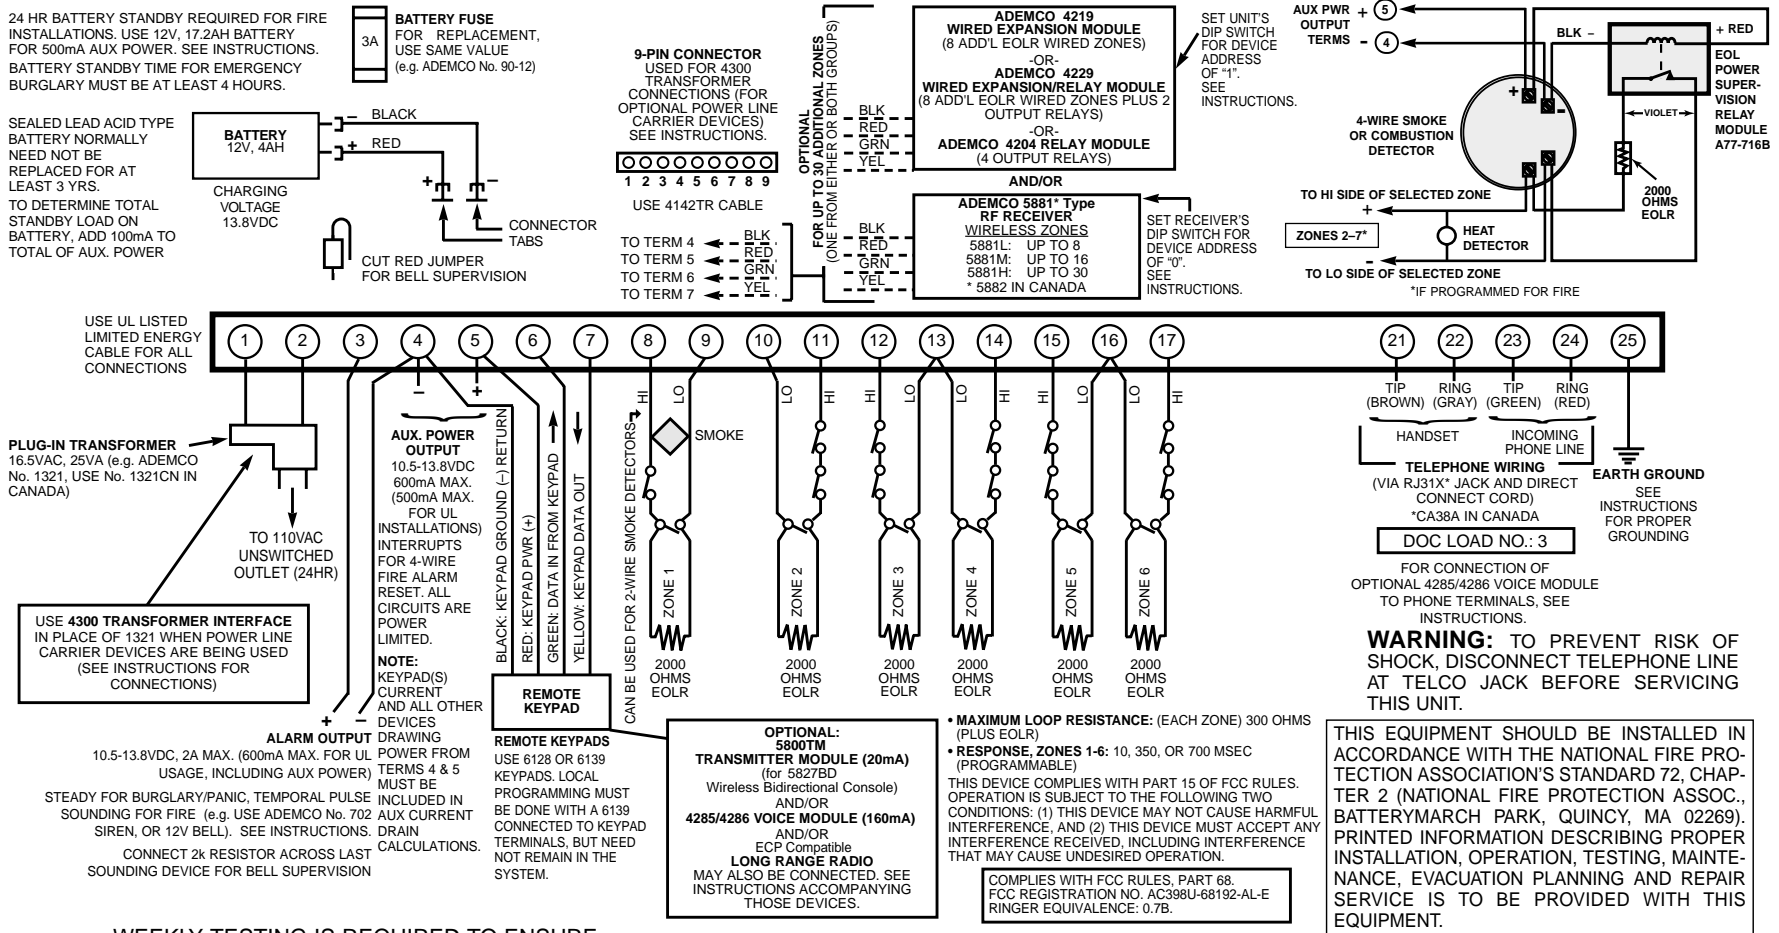 24 HR BATTERY STANDBY REQUIRED FOR FIRE
INSTALLATIONS. USE 12V, 17.2AH BATTERY
FOR 500mA AUX POWER. SEE INSTRUCTIONS.
BATTERY STANDBY TIME FOR EMERGENCY
BURGLARY MUST BE AT LEAST 4 HOURS.
3A
BATTERY FUSE
FOR REPLACEMENT,
USE SAME VALUE
(e.g. ADEMCO No. 90-12)
SEALED LEAD ACID TYPE
BATTERY NORMALLY
NEED NOT BE
REPLACED FOR AT
LEAST 3 YRS.
TO DETERMINE TOTAL
STANDBY LOAD ON
BATTERY, ADD 100mA TO
TOTAL OF AUX. POWER
BATTERY
12V, 4AH
CHARGING
VOLTAGE
13.8VDC
– BLACK
+ RED
+ –
CONNECTOR
TABS
CUT RED JUMPER
FOR BELL SUPERVISION
9-PIN CONNECTOR
USED FOR 4300
TRANSFORMER
CONNECTIONS (FOR
OPTIONAL POWER LINE
CARRIER DEVICES)
SEE INSTRUCTIONS.
1 2 3 4 5 6 7 8 9
USE 4142TR CABLE
TO TERM 4 BLK
TO TERM 5 RED
TO TERM 6 GRN
TO TERM 7 YEL
OPTIONAL
FOR UP TO 30 ADDITIONAL ZONES
(ONE FROM EITHER OR BOTH GROUPS)
BLK
RED
GRN
YEL
ADEMCO 4219
WIRED EXPANSION MODULE
(8 ADD'L EOLR WIRED ZONES)
-OR-
ADEMCO 4229
WIRED EXPANSION/RELAY MODULE
(8 ADD'L EOLR WIRED ZONES PLUS 2
OUTPUT RELAYS)
-OR-
ADEMCO 4204 RELAY MODULE
(4 OUTPUT RELAYS)
SET UNIT'S
DIP SWITCH
FOR DEVICE
ADDRESS
OF "1".
SEE
INSTRUCTIONS.
AND/OR
BLK
RED
GRN
YEL
ADEMCO 5881* Type
RF RECEIVER
WIRELESS ZONES
5881L: UP TO 8
5881M: UP TO 16
5881H: UP TO 30
* 5882 IN CANADA
SET RECEIVER'S
DIP SWITCH FOR
DEVICE ADDRESS
OF "0".
SEE
INSTRUCTIONS.
AUX PWR + 5
OUTPUT
TERMS - 4
BLK –
+ RED
EOL
POWER
SUPER-
VISION
RELAY
MODULE
A77-716B
VIOLET
+ -
4-WIRE SMOKE
OR COMBUSTION
DETECTOR
2000
OHMS
EOLR
TO HI SIDE OF SELECTED ZONE
+
ZONES 2–7*
HEAT
DETECTOR
-
TO LO SIDE OF SELECTED ZONE
*IF PROGRAMMED FOR FIRE
USE UL LISTED
LIMITED ENERGY
CABLE FOR ALL
CONNECTIONS
1 2 3 4 5 6 7 8 9 10 11 12 13 14 15 16 17 21 22 23 24 25
– +
HI LO LO HI HI LO LO HI HI LO LO HI
PLUG-IN TRANSFORMER
16.5VAC, 25VA (e.g. ADEMCO
No. 1321, USE No. 1321CN IN
CANADA)
TO 110VAC
UNSWITCHED
OUTLET (24HR)
USE 4300 TRANSFORMER INTERFACE
IN PLACE OF 1321 WHEN POWER LINE
CARRIER DEVICES ARE BEING USED
(SEE INSTRUCTIONS FOR
CONNECTIONS)
+ –
ALARM OUTPUT
10.5-13.8VDC, 2A MAX. (600mA MAX. FOR UL
USAGE, INCLUDING AUX POWER)
STEADY FOR BURGLARY/PANIC, TEMPORAL PULSE
SOUNDING FOR FIRE (e.g. USE ADEMCO No. 702
SIREN, OR 12V BELL). SEE INSTRUCTIONS.
CONNECT 2k RESISTOR ACROSS LAST
SOUNDING DEVICE FOR BELL SUPERVISION
AUX. POWER
OUTPUT
10.5-13.8VDC
600mA MAX.
(500mA MAX.
FOR UL
INSTALLATIONS)
INTERRUPTS
FOR 4-WIRE
FIRE ALARM
RESET. ALL
CIRCUITS ARE
POWER
LIMITED.
NOTE:
KEYPAD(S)
CURRENT
AND ALL OTHER
DEVICES
DRAWING
POWER FROM
TERMS 4 & 5
MUST BE
INCLUDED IN
AUX CURRENT
DRAIN
CALCULATIONS.
BLACK: KEYPAD GROUND (–) RETURN
RED: KEYPAD PWR (+)
GREEN: DATA IN FROM KEYPAD
YELLOW: KEYPAD DATA OUT
REMOTE
KEYPAD
REMOTE KEYPADS
USE 6128 OR 6139
KEYPADS. LOCAL
PROGRAMMING MUST
BE DONE WITH A 6139
CONNECTED TO KEYPAD
TERMINALS, BUT NEED
NOT REMAIN IN THE
SYSTEM.
CAN BE USED FOR 2-WIRE SMOKE DETECTORS
SMOKE
ZONE 1
ZONE 2
ZONE 3
ZONE 4
ZONE 5
ZONE 6
2000
OHMS
EOLR
2000
OHMS
EOLR
2000
OHMS
EOLR
2000
OHMS
EOLR
2000
OHMS
EOLR
2000
OHMS
EOLR
OPTIONAL:
5800TM
TRANSMITTER MODULE (20mA)
(for 5827BD
Wireless Bidirectional Console)
AND/OR
4285/4286 VOICE MODULE (160mA)
AND/OR
ECP Compatible
LONG RANGE RADIO
MAY ALSO BE CONNECTED. SEE
INSTRUCTIONS ACCOMPANYING
THOSE DEVICES.
• MAXIMUM LOOP RESISTANCE: (EACH ZONE) 300 OHMS
(PLUS EOLR)
• RESPONSE, ZONES 1-6: 10, 350, OR 700 MSEC
(PROGRAMMABLE)
THIS DEVICE COMPLIES WITH PART 15 OF FCC RULES.
OPERATION IS SUBJECT TO THE FOLLOWING TWO
CONDITIONS: (1) THIS DEVICE MAY NOT CAUSE HARMFUL
INTERFERENCE, AND (2) THIS DEVICE MUST ACCEPT ANY
INTERFERENCE RECEIVED, INCLUDING INTERFERENCE
THAT MAY CAUSE UNDESIRED OPERATION.
COMPLIES WITH FCC RULES, PART 68.
FCC REGISTRATION NO. AC398U-68192-AL-E
RINGER EQUIVALENCE: 0.7B.
TIP
(BROWN)
RING
(GRAY)
TIP
(GREEN)
RING
(RED)
HANDSET
INCOMING
PHONE LINE
TELEPHONE WIRING
(VIA RJ31X* JACK AND DIRECT
CONNECT CORD)
*CA38A IN CANADA
DOC LOAD NO.: 3
EARTH GROUND
SEE
INSTRUCTIONS
FOR PROPER
GROUNDING
FOR CONNECTION OF
OPTIONAL 4285/4286 VOICE MODULE
TO PHONE TERMINALS, SEE
INSTRUCTIONS.
WARNING: TO PREVENT RISK OF
SHOCK, DISCONNECT TELEPHONE LINE
AT TELCO JACK BEFORE SERVICING
THIS UNIT.
THIS EQUIPMENT SHOULD BE INSTALLED IN
ACCORDANCE WITH THE NATIONAL FIRE PRO-
TECTION ASSOCIATION'S STANDARD 72, CHAP-
TER 2 (NATIONAL FIRE PROTECTION ASSOC.,
BATTERYMARCH PARK, QUINCY, MA 02269).
PRINTED INFORMATION DESCRIBING PROPER
INSTALLATION, OPERATION, TESTING, MAINTE-
NANCE, EVACUATION PLANNING AND REPAIR
SERVICE IS TO BE PROVIDED WITH THIS
EQUIPMENT.
WEEKLY TESTING IS REQUIRED TO ENSURE